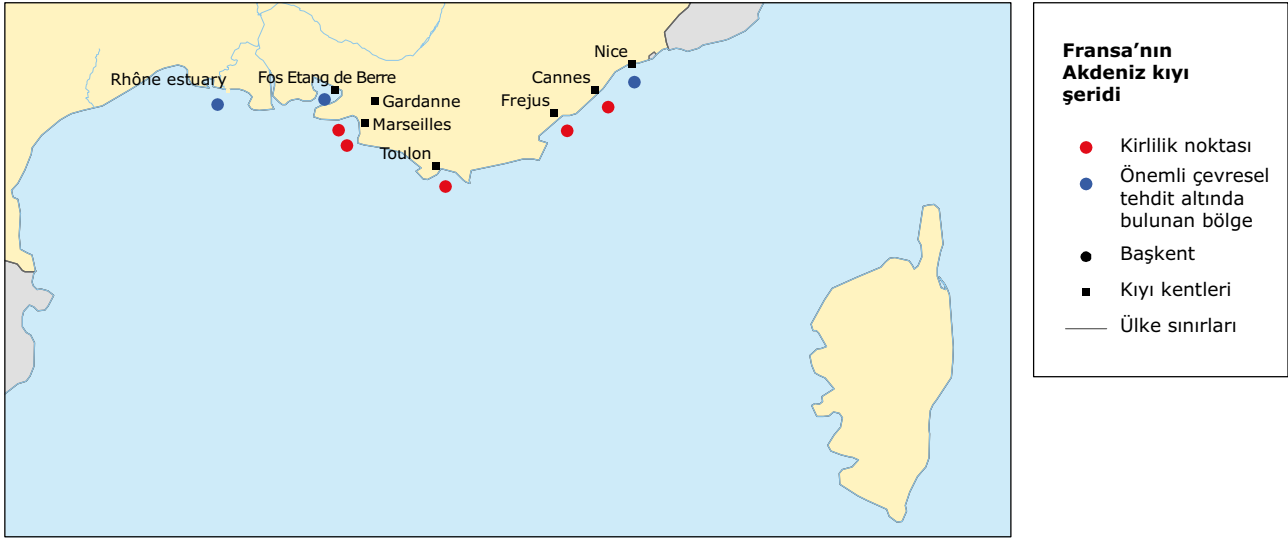 Nice
Rhône estuary
Fos Etang de Berre
Cannes
Gardanne
Frejus
Marseilles
Toulon
Fransa’nın
Akdeniz kıyı
şeridi
Kirlilik noktası
Önemli çevresel
tehdit altında
bulunan bölge
Başkent
Kıyı kentleri
Ülke sınırları